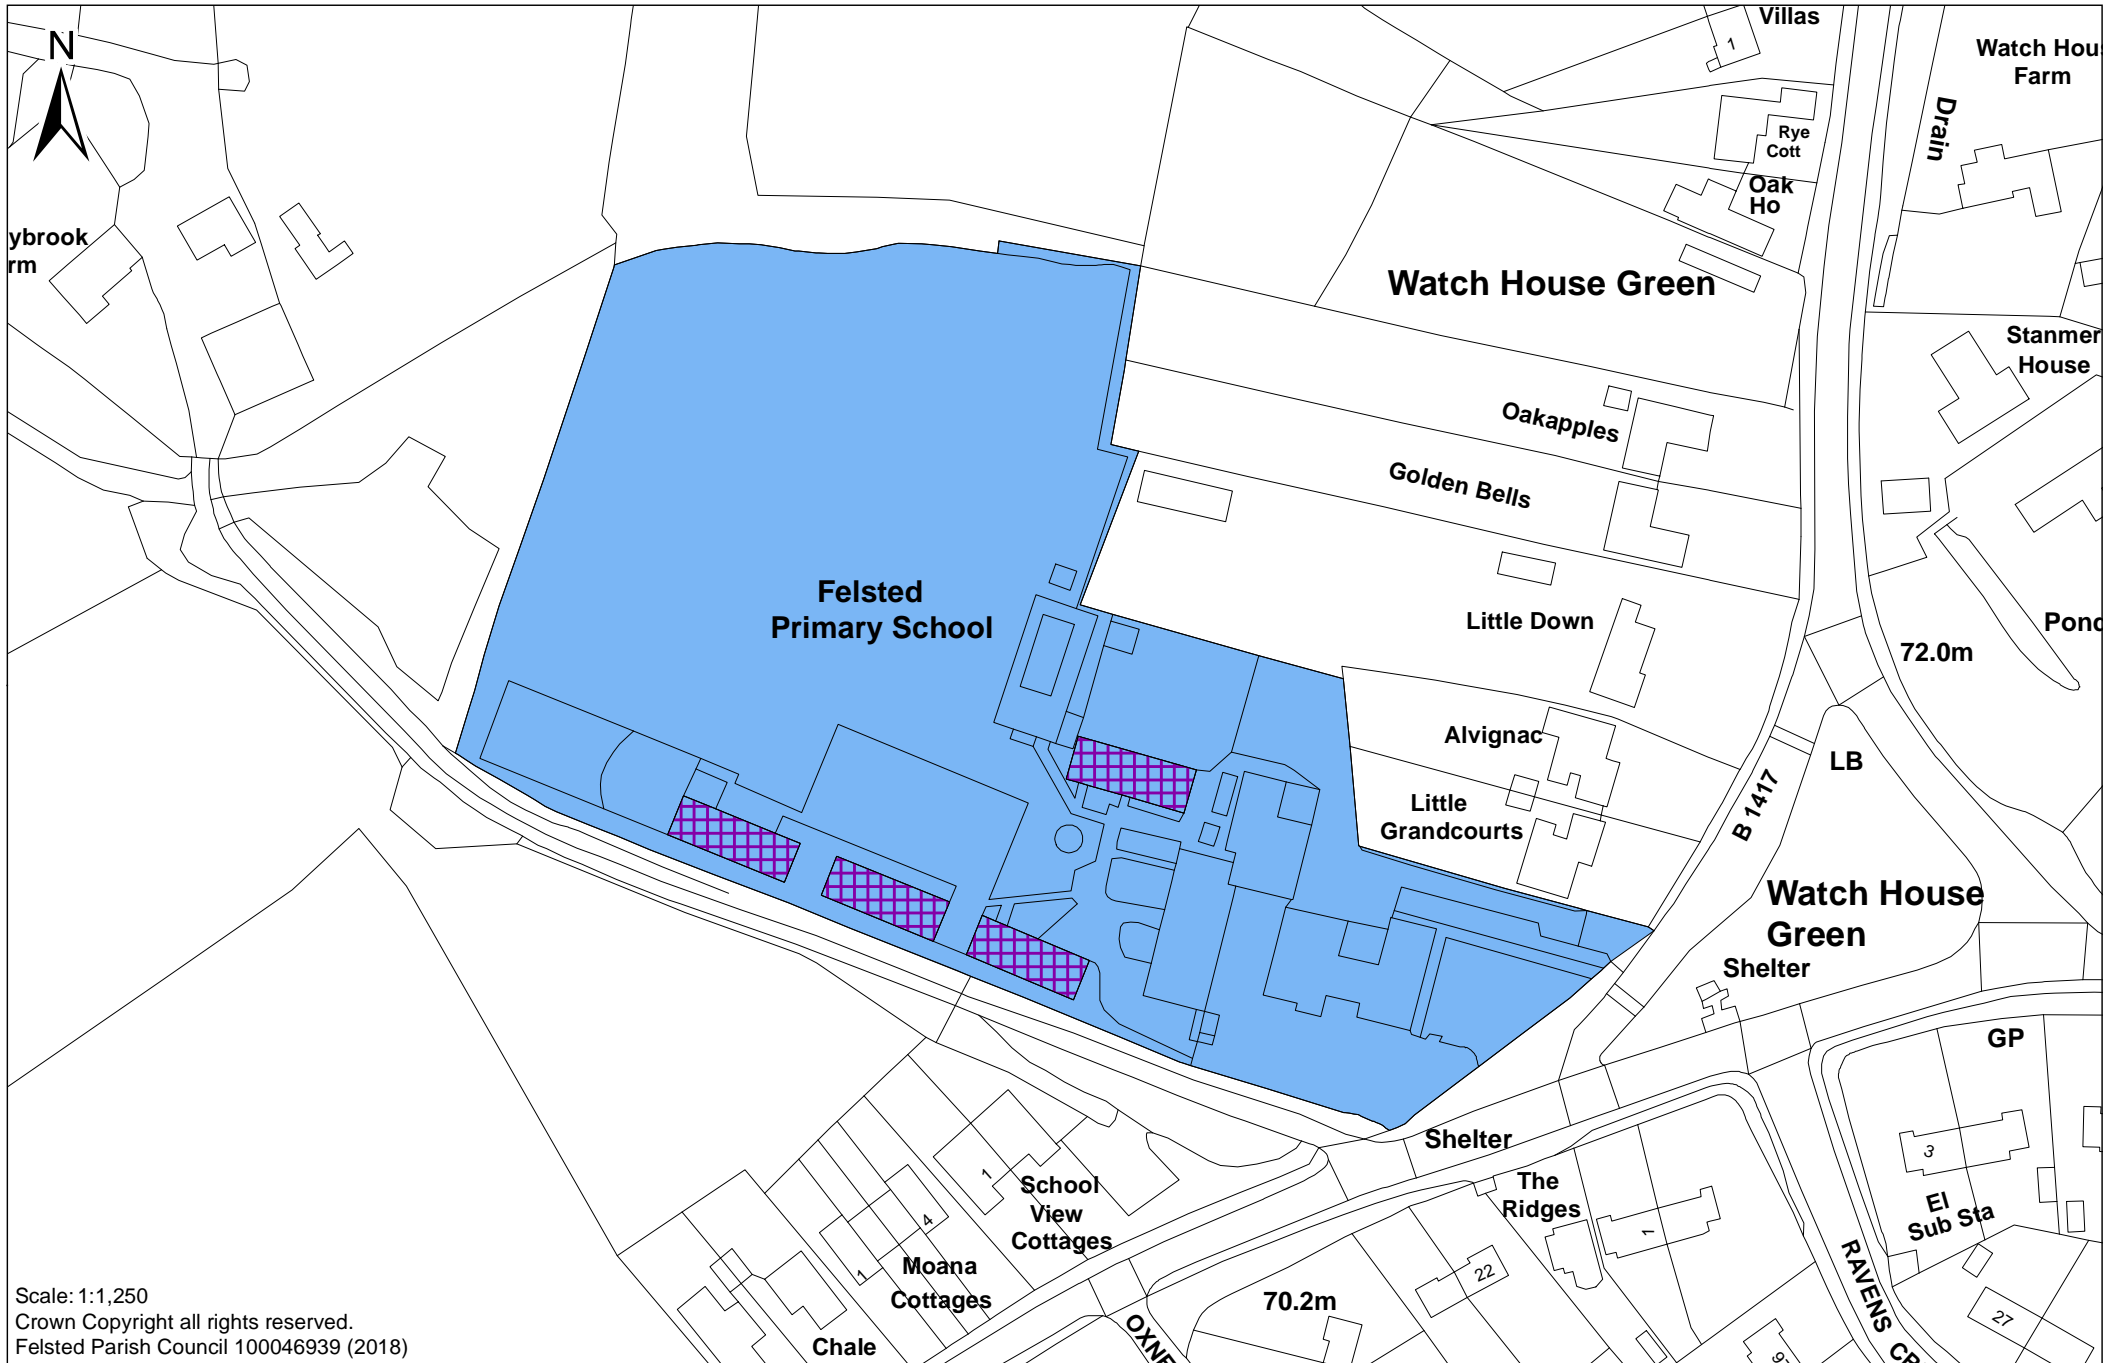 N
Villas
1
Watch Hou
Farm
Drain
Rye
Cott
Oak
Ho
ybrook
rm
Watch House Green
Stanmer
House
Oakapples
Golden Bells
Felsted
Primary School
Little Down
Pond
72.0m
Alvignac
LB
B 1417
Little
Grandcourts
Watch House
Green
Shelter
GP
Shelter
3
The
Ridges
El
Sub Sta
1
School
View
Cottages
4
1
Moana
Cottages
1
22
RAVENS CR
70.2m
27
OXNE
Chale
Scale: 1:1,250
Crown Copyright all rights reserved.
Felsted Parish Council 100046939 (2018)